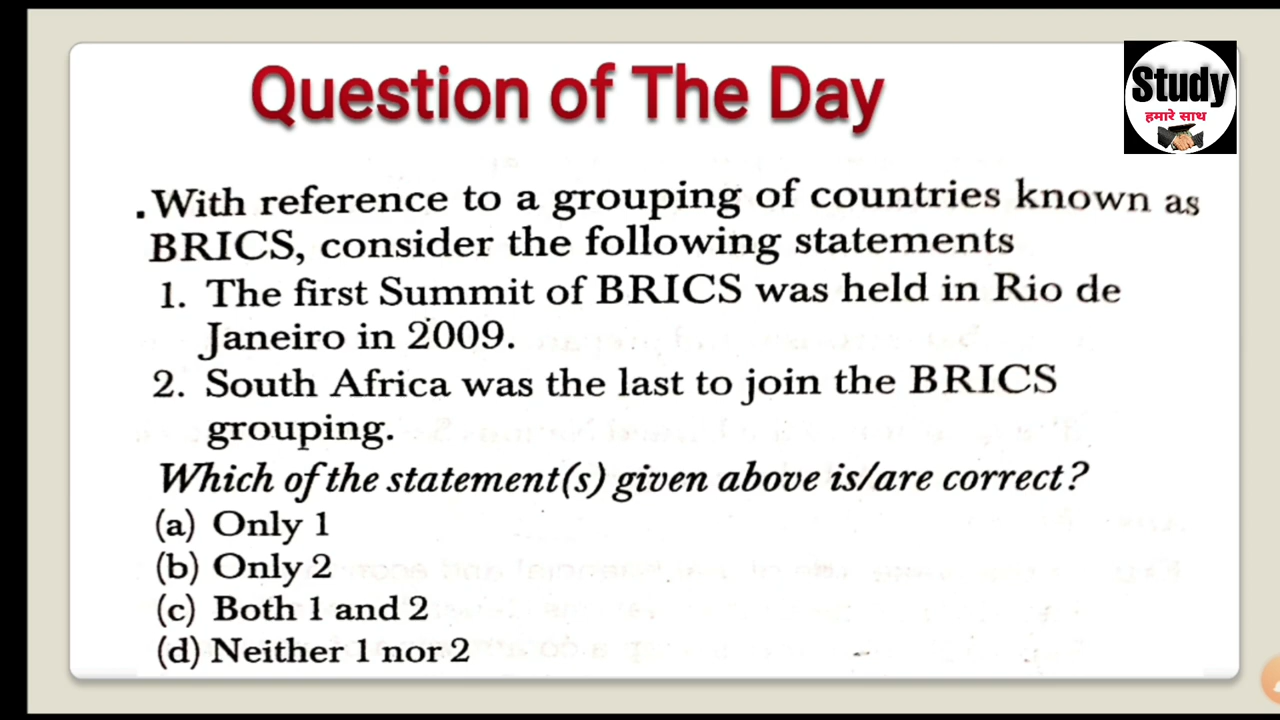 Question of The Day
Study
हमारे साथ
. With reference to a grouping of countries known as
BRICS, consider the following statements
1. The first Summit of BRICS was held in Rio de
Janeiro in 2009.
2. South Africa was the last to join the BRICS
grouping.
Which of the statement(s) given above is/are correct?
(a) Only 1
(b) Only 2
(c) Both 1 and 2
(d) Neither 1 nor 2